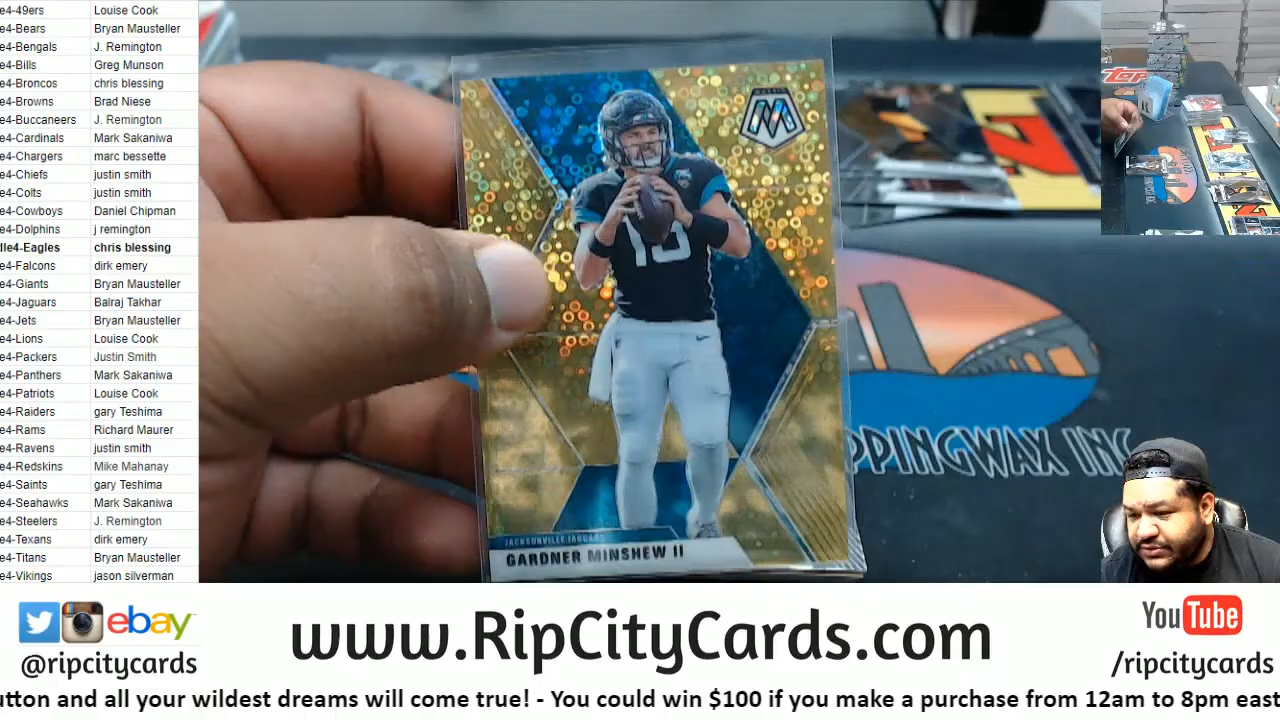 e4-49ers Louise Cook
e4-Bears Bryan Mausteller
e4-Bengals J. Remington
e4-Bills Greg Munson
e4-Broncos chris blessing
e4-Browns Brad Niese
e4-Buccaneers J. Remington
e4-Cardinals Mark Sakaniwa
e4-Chargers marc bessette
e4-Chiefs justin smith
e4-Colts justin smith
e4-Cowboys Daniel Chipman
e4-Dolphins j remington
dle4-Eagles chris blessing
e4-Falcons dirk emery
e4-Giants Bryan Mausteller
e4-Jaguars Balraj Takhar
e4-Jets Bryan Mausteller
e4-Lions Louise Cook
e4-Packers Justin Smith
e4-Panthers Mark Sakaniwa
e4-Patriots Louise Cook
e4-Raiders gary Teshima
e4-Rams Richard Maurer
e4-Ravens justin smith
e4-Redskins Mike Mahanay
e4-Saints gary Teshima
e4-Seahawks Mark Sakaniwa
e4-Steelers J. Remington
e4-Texans dirk emery
e4-Titans Bryan Mausteller
e4-Vikings jason silverman
MOSAIC
M
15
JACKSONVILLE JAGUARS
GARDNER MINSHEW II
PPINGWAX INC
TOPP
ebay
@ripcitycards
www.RipCityCards.com
YouTube
/ripcitycards
utton and all your wildest dreams will come true! - You could win $100 if you make a purchase from 12am to 8pm east